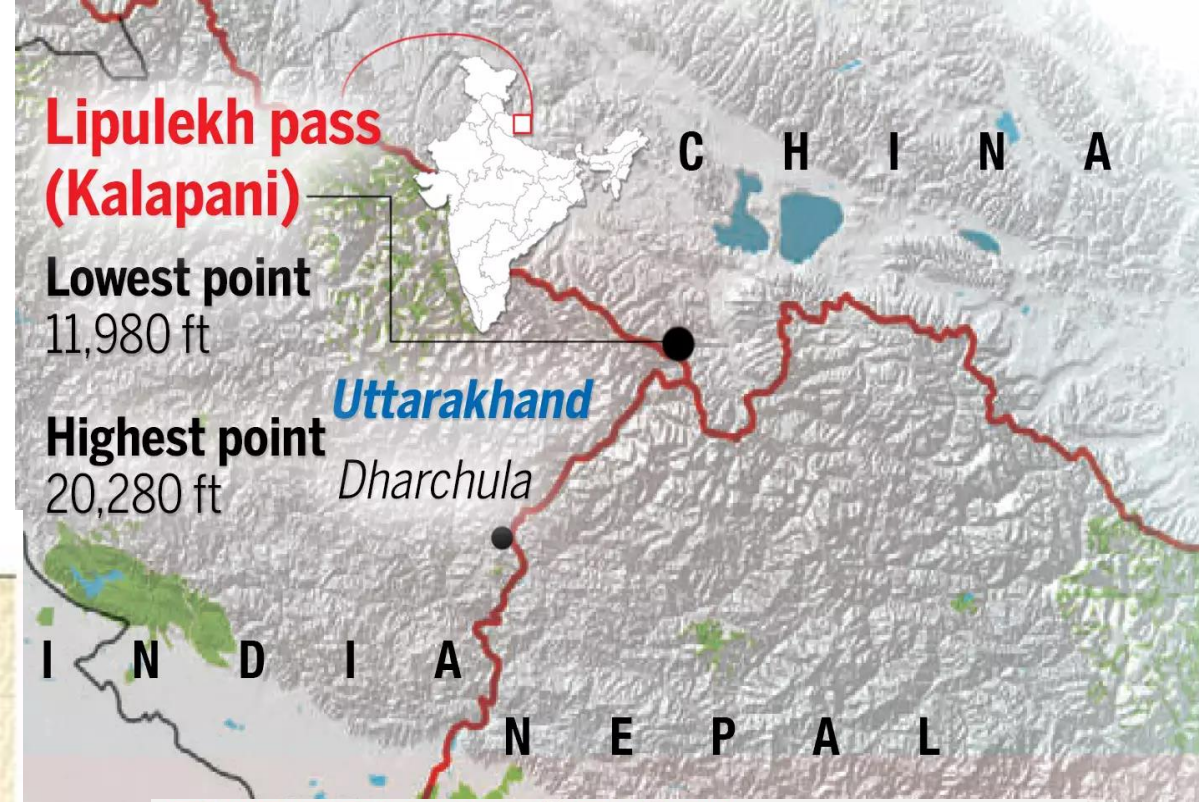 Lipulekh pass
(Kalapani)
Lowest point
11,980 ft
Highest point
20,280 ft
Uttarakhand
Dharchula
CHINA
INDIA
NEPAL